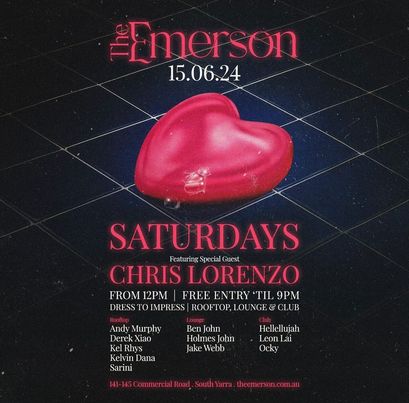 The Emerson
15.06.24
SATURDAYS
Featuring Special Guest
CHRIS LORENZO
FROM 12PM | FREE ENTRY ‘TIL 9PM
DRESS TO IMPRESS | ROOFTOP, LOUNGE & CLUB
Rooftop
Andy Murphy
Derek Xiao
Kel Rhys
Kelvin Dana
Sarini
Lounge
Ben John
Holmes John
Jake Webb
Club
Hellellujah
Leon Lai
Ocky
141-145 Commercial Road . South Yarra . theemerson.com.au